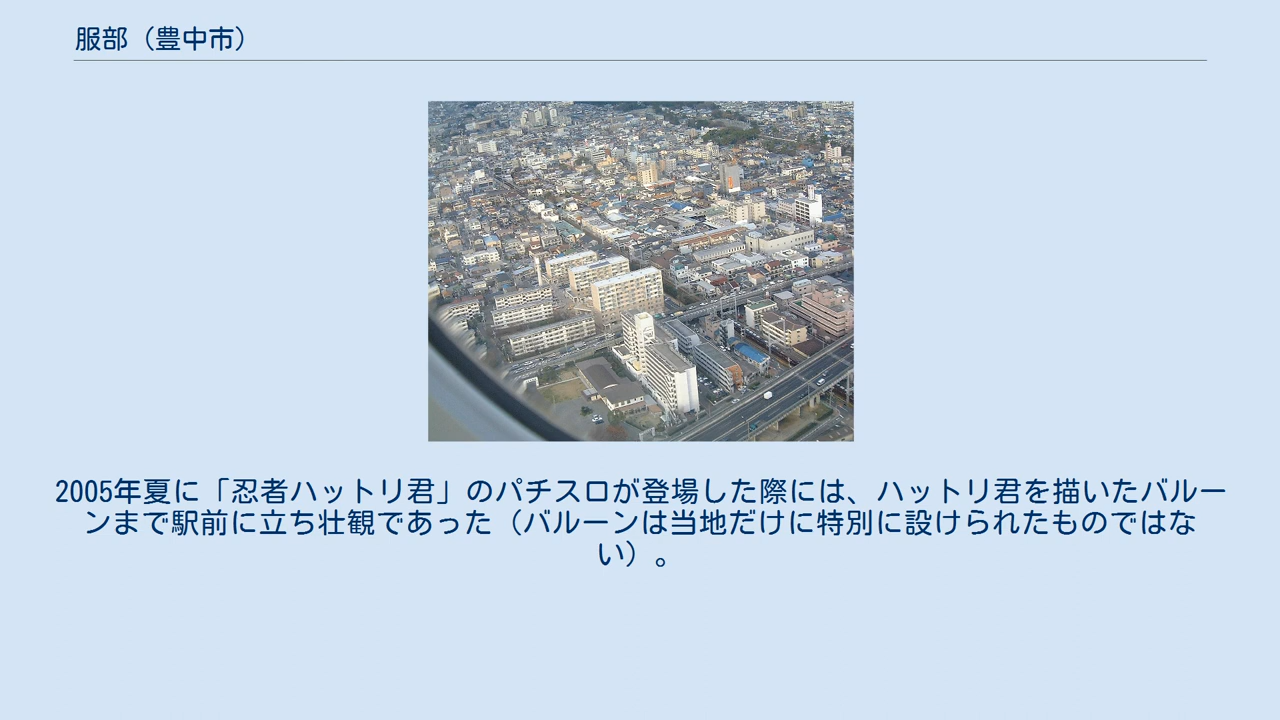 服部（豊中市）
2005年夏に「忍者ハットリ君」のパチスロが登場した際には、ハットリ君を描いたバルー
ンまで駅前に立ち壮観であった（バルーンは当地だけに特別に設けられたものではな
い）。